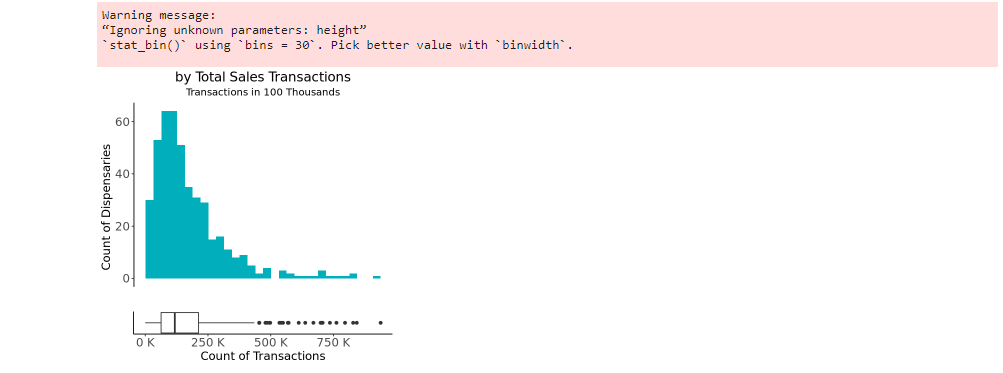 Warning message:
“Ignoring unknown parameters: height”
`stat_bin()` using `bins = 30`. Pick better value with `binwidth`.
by Total Sales Transactions
Transactions in 100 Thousands
Count of Dispensaries
60
40
20
0
0 K 250 K 500 K 750 K
Count of Transactions